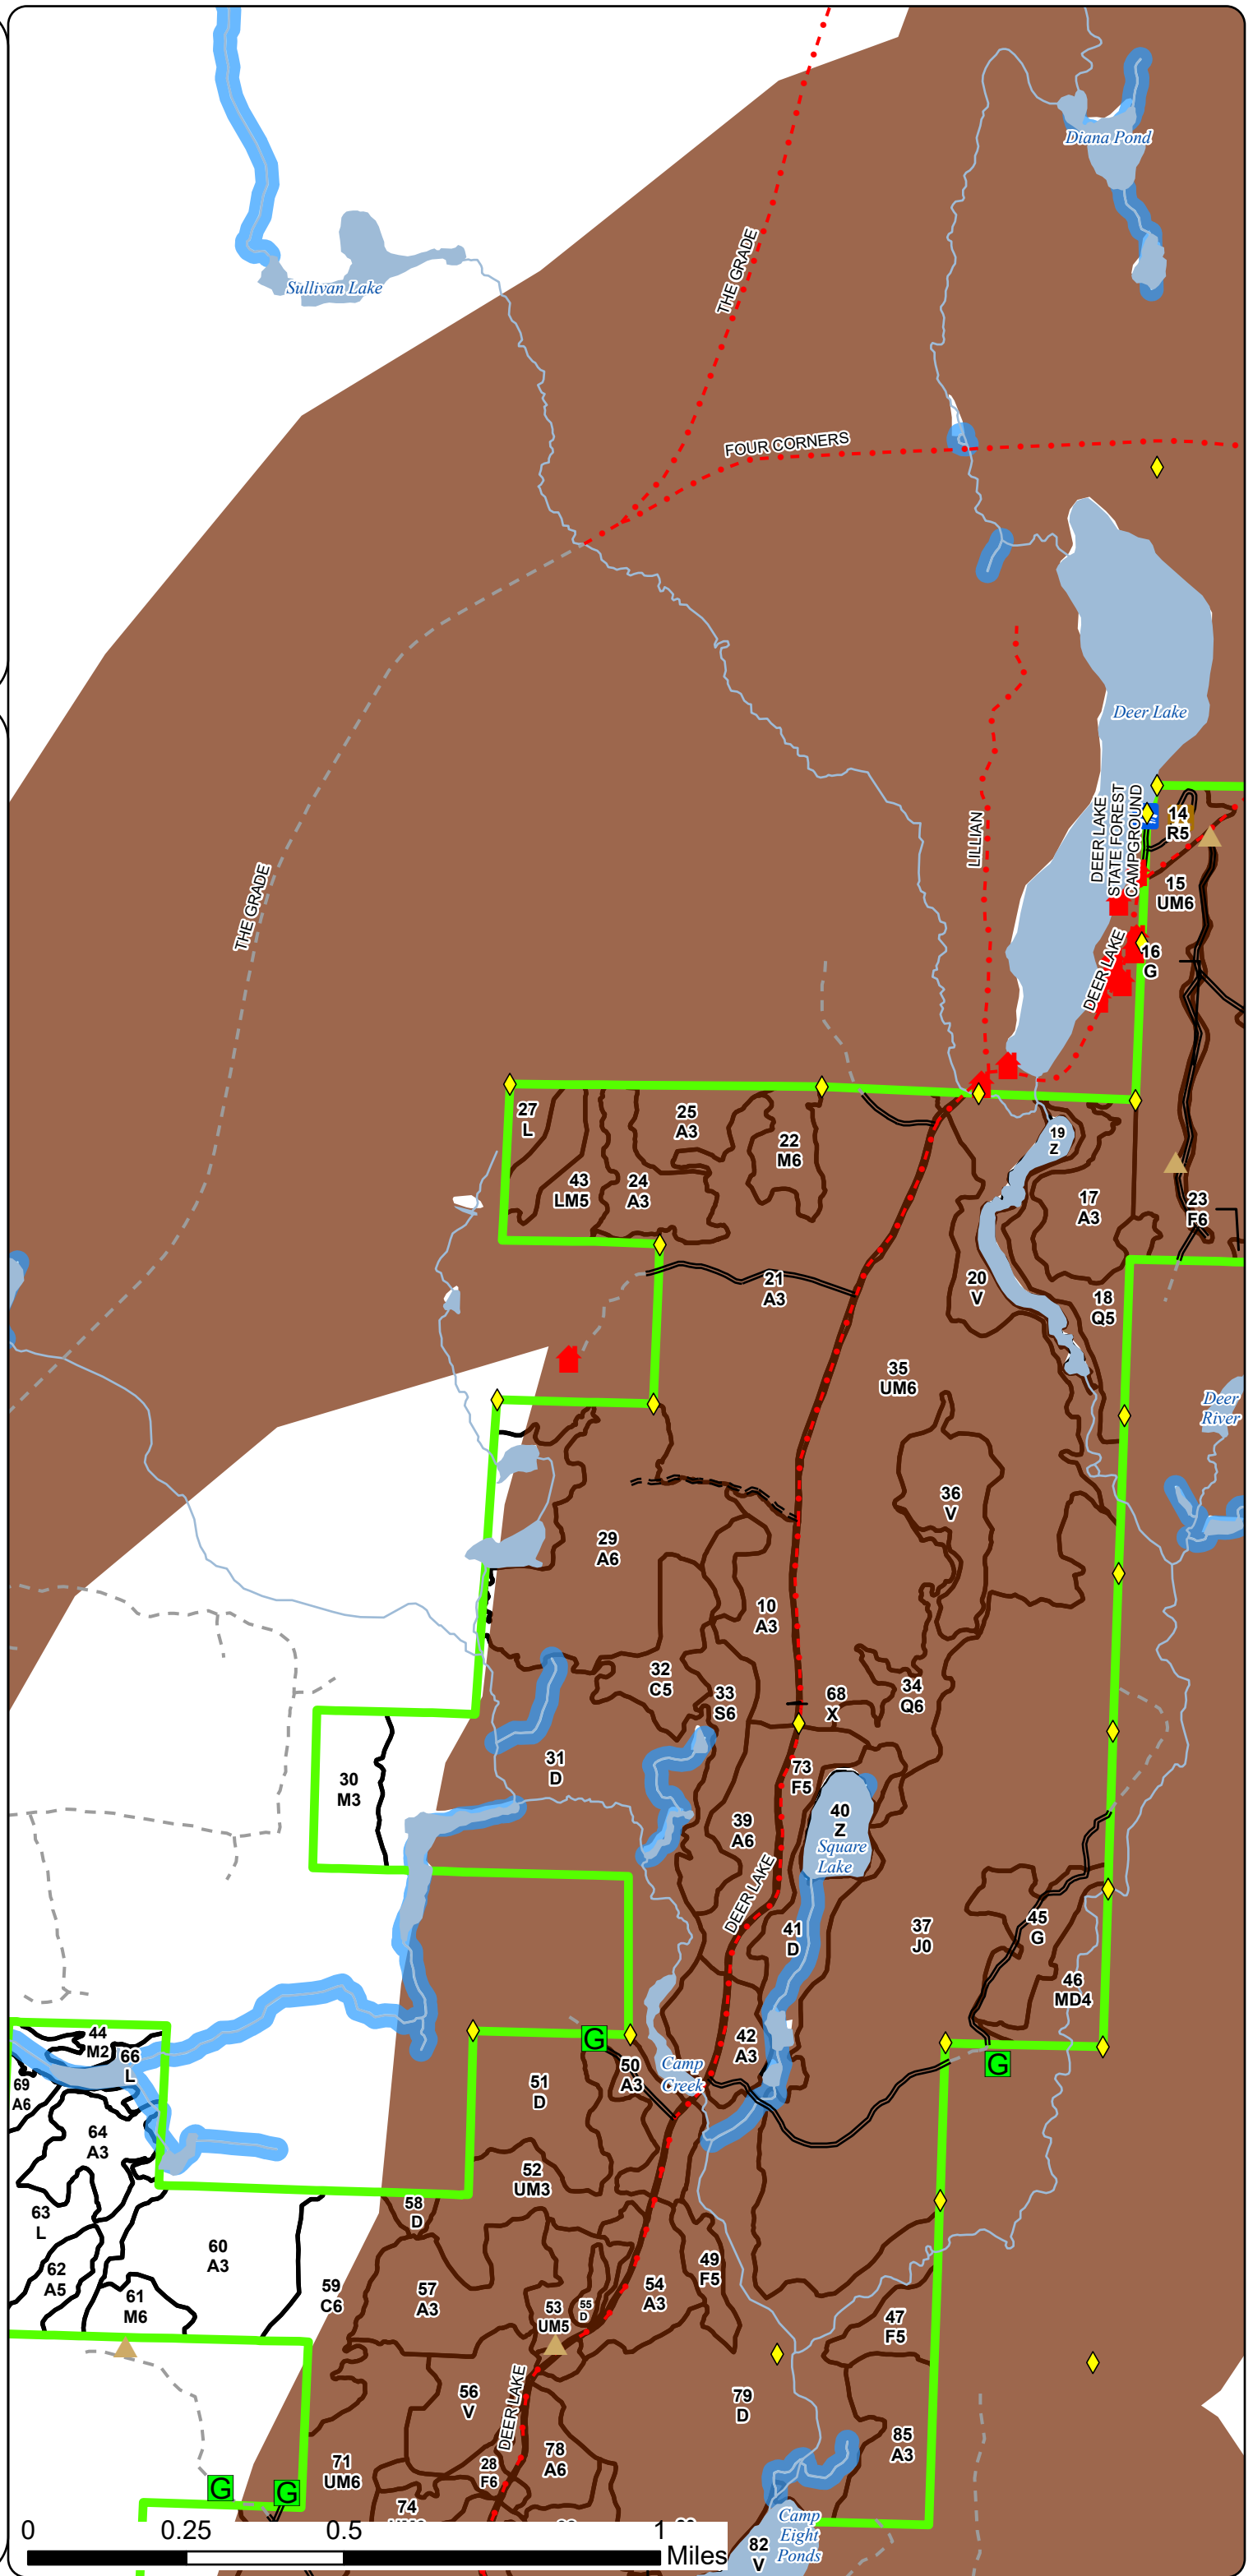 Diana Pond
THE GRADE
Sullivan Lake
FOUR CORNERS
Deer Lake
LILLIAN
DEER LAKE
STATE FOREST
CAMPGROUND
14
R5
15
UM6
THE GRADE
DEER LAKE
16
G
27
L
25
A3
22
M6
19
Z
43
LM5
24
A3
17
A3
23
F6
21
A3
20
V
18
Q5
35
UM6
Deer
River
36
V
29
A6
10
A3
32
C5
33
S6
68
X
34
Q6
31
D
73
F5
30
M3
40
Z
39
A6
Square
Lake
DEER LAKE
41
D
37
J0
45
G
46
MD4
44
M2
66
L
G
42
A3
G
50
A3
Camp
Creek
69
A6
51
D
64
A3
52
UM3
58
D
63
L
60
A3
49
F5
62
A5
61
M6
59
C6
57
A3
53
UM5
55
D
54
A3
47
F5
DEER LAKE
56
V
79
D
85
A3
78
A6
71
UM6
28
F6
G
G
74
0
0.25
0.5
1
Miles
82
V
Camp
Eight
Ponds